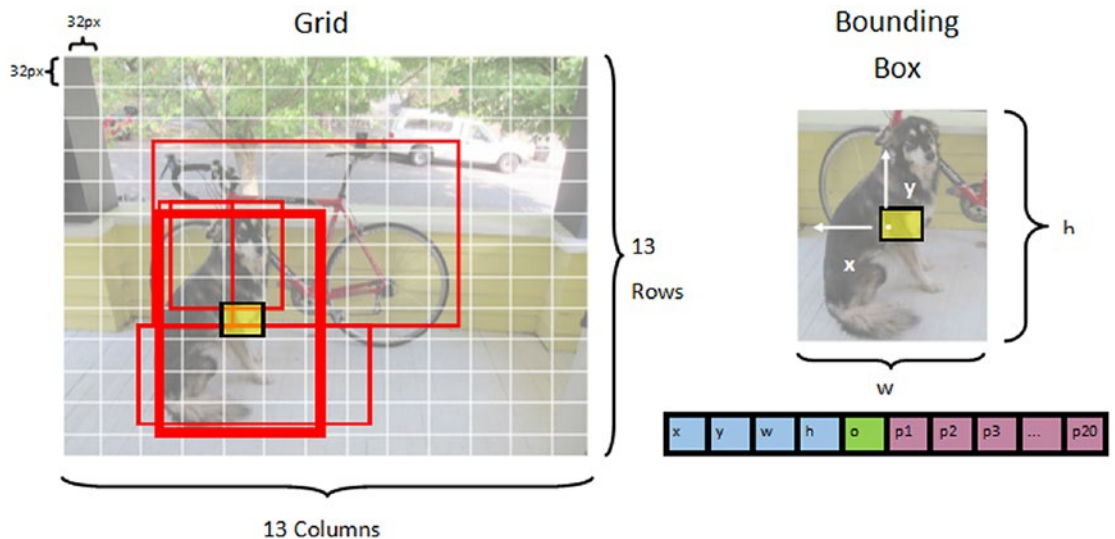 32px
Grid
32px
13
Rows
13 Columns
Bounding
Box
y
x
h
w
x y w h o p1 p2 p3 ... p20